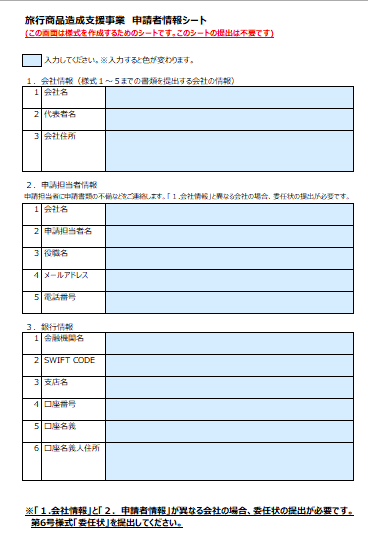 旅行商品造成支援事業 申請者情報シート
(この画面は様式を作成するためのシートです。このシートの提出は不要です)
入力してください。※入力すると色が変わります。
１．会社情報（様式１～５までの書類を提出する会社の情報）
1 会社名
2 代表者名
3 会社住所
２．申請担当者情報
申請担当者に申請書類の不備などをご連絡します。「１.会社情報」と異なる会社の場合、委任状の提出が必要です。
1 会社名
2 申請担当者名
3 役職名
4 メールアドレス
5 電話番号
３．銀行情報
1 金融機関名
2 SWIFT CODE
3 支店名
4 口座番号
5 口座名義
6 口座名義人住所
※「１.会社情報」と「２．申請者情報」が異なる会社の場合、委任状の提出が必要です。
第6号様式「委任状」を提出してください。